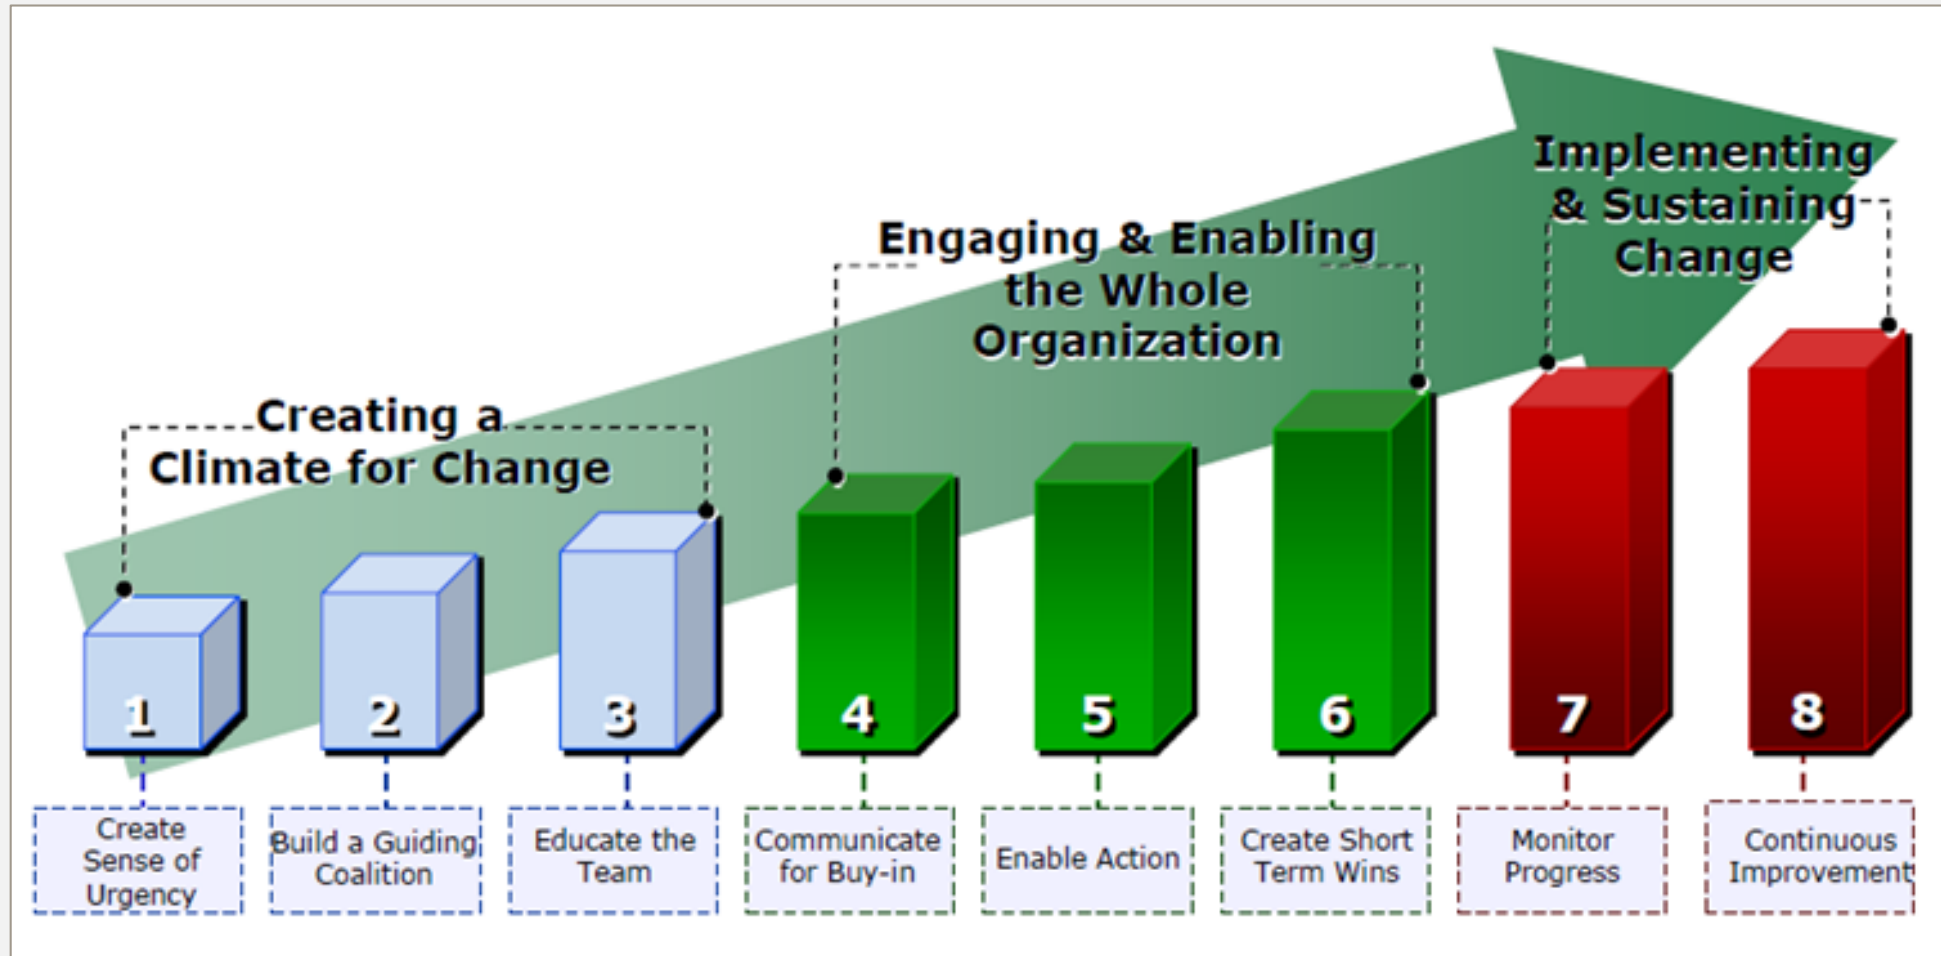 Implementing
& Sustaining
Change
Engaging & Enabling
the Whole
Organization
Creating a
Climate for Change
1
2
3
4
5
6
7
8
Create
Sense of
Urgency
Build a Guiding
Coalition
Educate the
Team
Communicate
for Buy-in
Enable Action
Create Short
Term Wins
Monitor
Progress
Continuous
Improvement